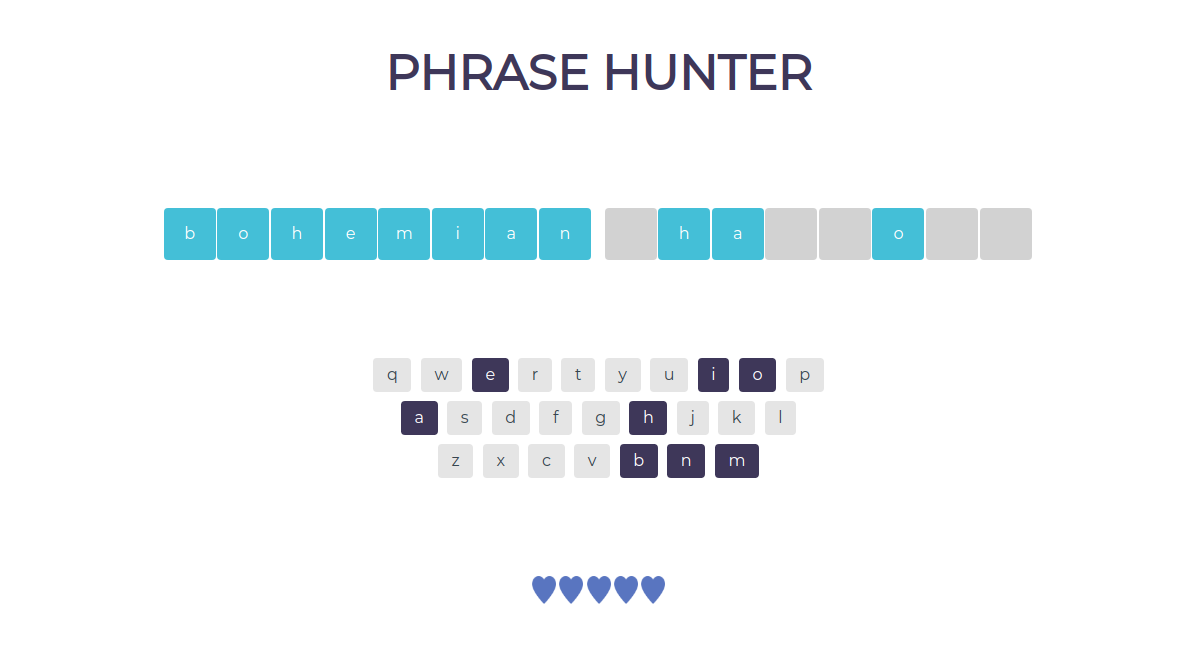 PHRASE HUNTER
b o h e m i a n h a o
q w e r t y u i o p
a s d f g h j k l
z x c v b n m